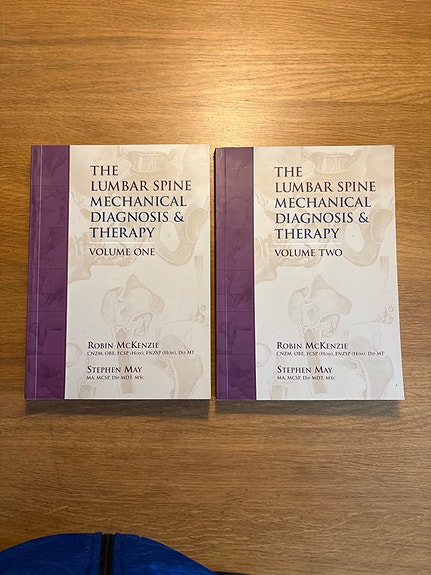 THE
LUMBAR SPINE
MECHANICAL
DIAGNOSIS &
THERAPY
VOLUME ONE
ROBIN MCKENZIE
CNZM, OBE, FCSP (HON), FNZSP (HON), DIP MT
STEPHEN MAY
MA, MCSP, DIP MDT, MSC
THE
LUMBAR SPINE
MECHANICAL
DIAGNOSIS &
THERAPY
VOLUME TWO
ROBIN MCKENZIE
CNZM, OBE, FCSP (HON), FNZSP (HON), DIP MT
STEPHEN MAY
MA, MCSP, DIP MDT, MSC